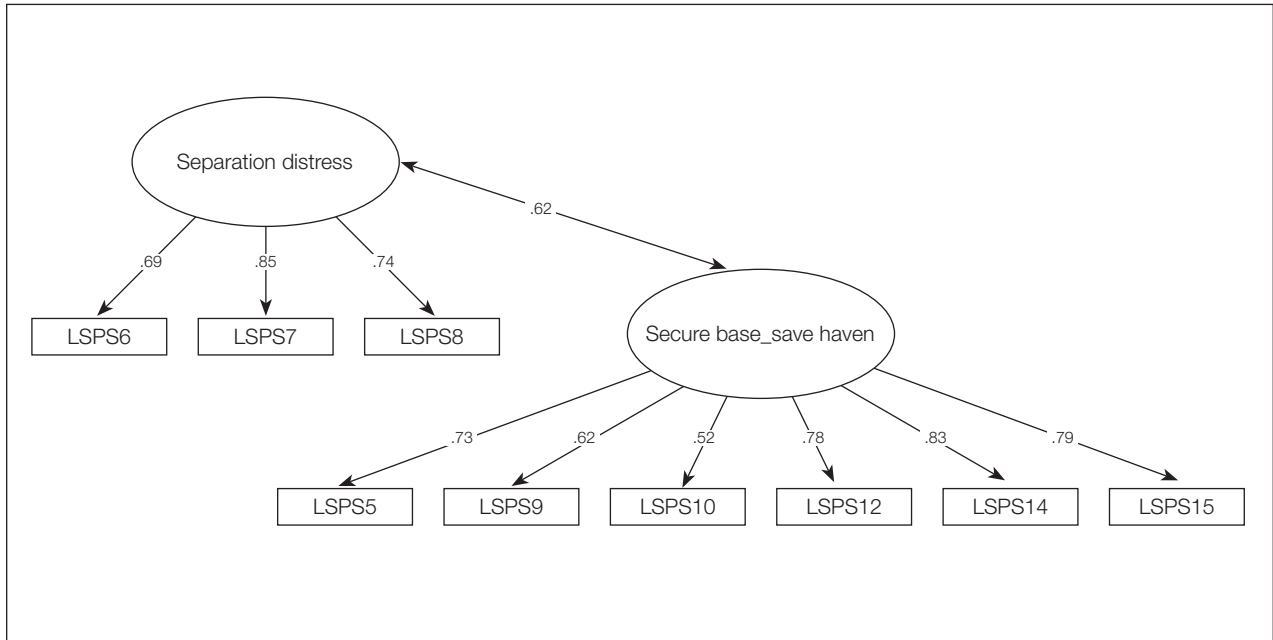 Separation distress
.62
.69
.85
.74
LSPS6
LSPS7
LSPS8
Secure base_save haven
.73
.62
.52
.78
.83
.79
LSPS5
LSPS9
LSPS10
LSPS12
LSPS14
LSPS15